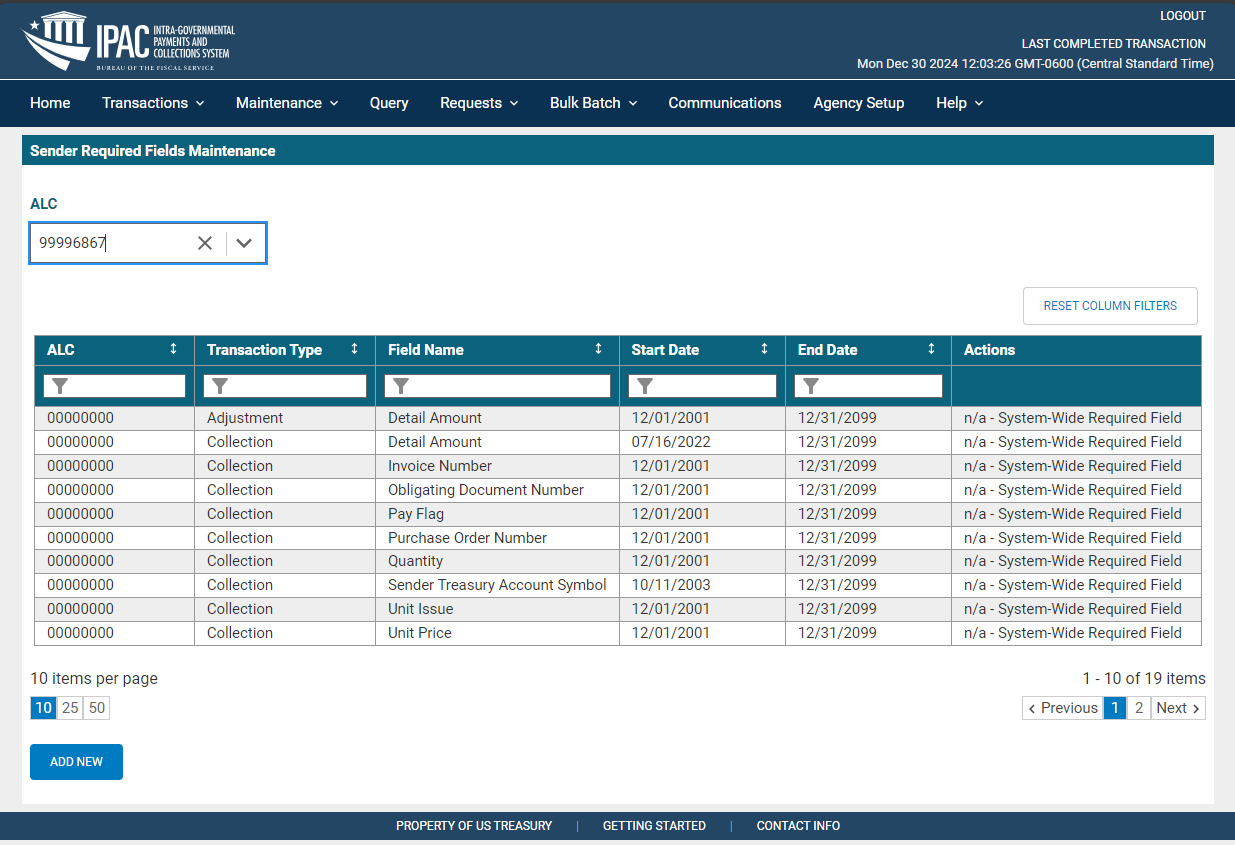 LOGOUT
IPAC INTRA-GOVERNMENTAL
PAYMENTS AND
COLLECTIONS SYSTEM
BUREAU OF THE FISCAL SERVICE
LAST COMPLETED TRANSACTION
Mon Dec 30 2024 12:03:26 GMT-0600 (Central Standard Time)
Home Transactions Maintenance Query Requests Bulk Batch Communications Agency Setup Help
Sender Required Fields Maintenance
ALC
99996867
RESET COLUMN FILTERS
ALC Transaction Type Field Name Start Date End Date Actions
00000000 Adjustment Detail Amount 12/01/2001 12/31/2099 n/a - System-Wide Required Field
00000000 Collection Detail Amount 07/16/2022 12/31/2099 n/a - System-Wide Required Field
00000000 Collection Invoice Number 12/01/2001 12/31/2099 n/a - System-Wide Required Field
00000000 Collection Obligating Document Number 12/01/2001 12/31/2099 n/a - System-Wide Required Field
00000000 Collection Pay Flag 12/01/2001 12/31/2099 n/a - System-Wide Required Field
00000000 Collection Purchase Order Number 12/01/2001 12/31/2099 n/a - System-Wide Required Field
00000000 Collection Quantity 12/01/2001 12/31/2099 n/a - System-Wide Required Field
00000000 Collection Sender Treasury Account Symbol 10/11/2003 12/31/2099 n/a - System-Wide Required Field
00000000 Collection Unit Issue 12/01/2001 12/31/2099 n/a - System-Wide Required Field
00000000 Collection Unit Price 12/01/2001 12/31/2099 n/a - System-Wide Required Field
10 items per page 1 - 10 of 19 items
10 25 50 ‹ Previous 1 2 Next ›
ADD NEW
PROPERTY OF US TREASURY | GETTING STARTED | CONTACT INFO